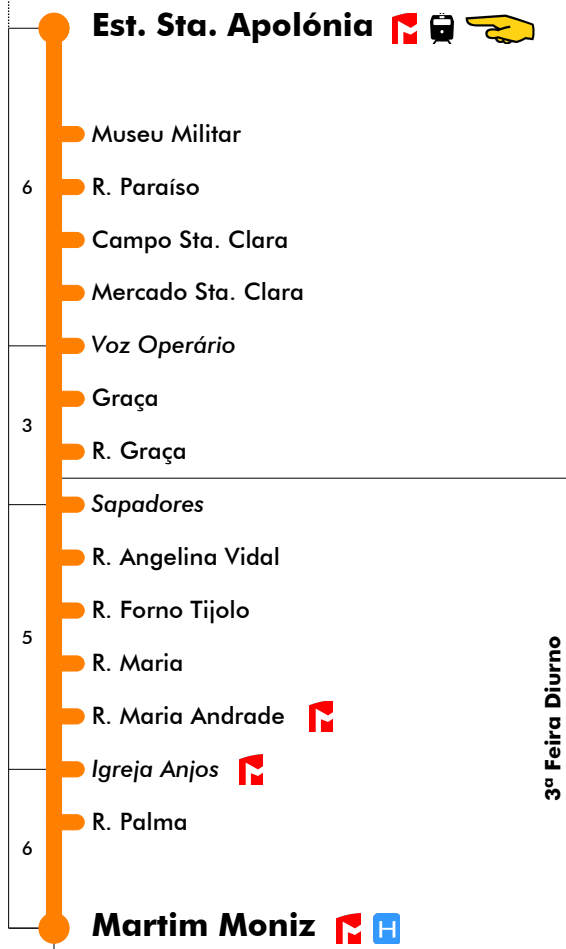 Est. Sta. Apolónia
Museu Militar
6
R. Paraíso
Campo Sta. Clara
Mercado Sta. Clara
Voz Operário
Graça
3
R. Graça
Sapadores
R. Angelina Vidal
R. Forno Tijolo
5
R. Maria
R. Maria Andrade
3ª Feira Diurno
Igreja Anjos
R. Palma
6
Martim Moniz H